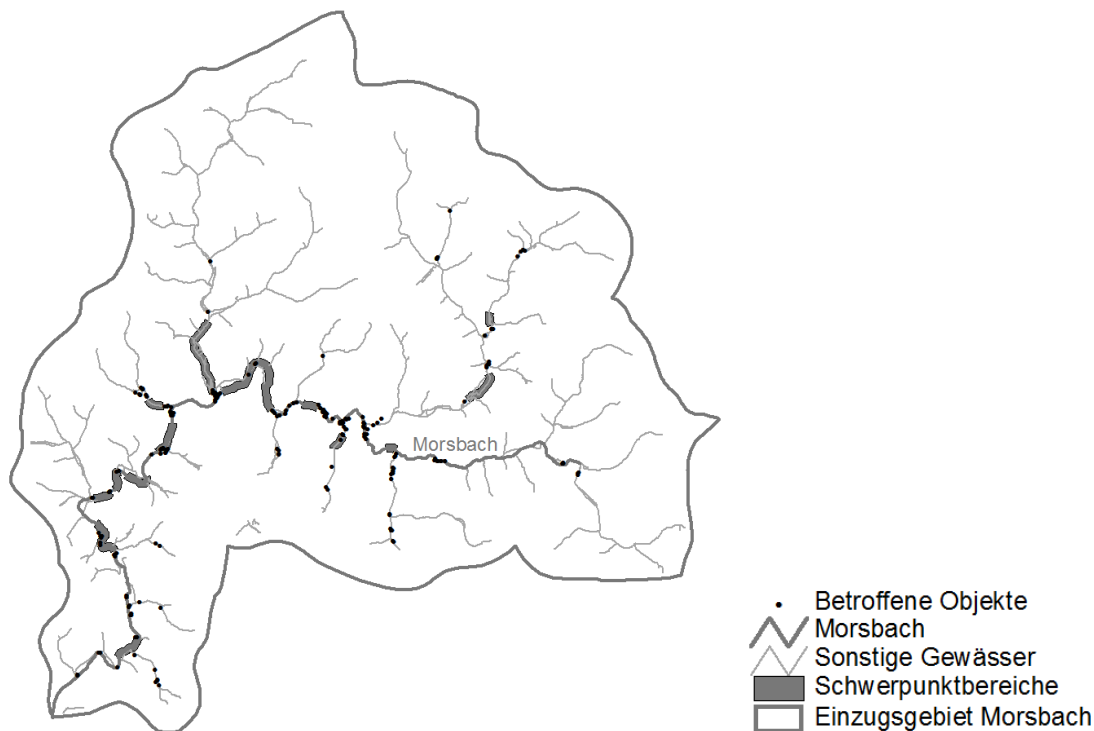 Morsbach
Betroffene Objekte
Morsbach
Sonstige Gewässer
Schwerpunktbereiche
Einzugsgebiet Morsbach